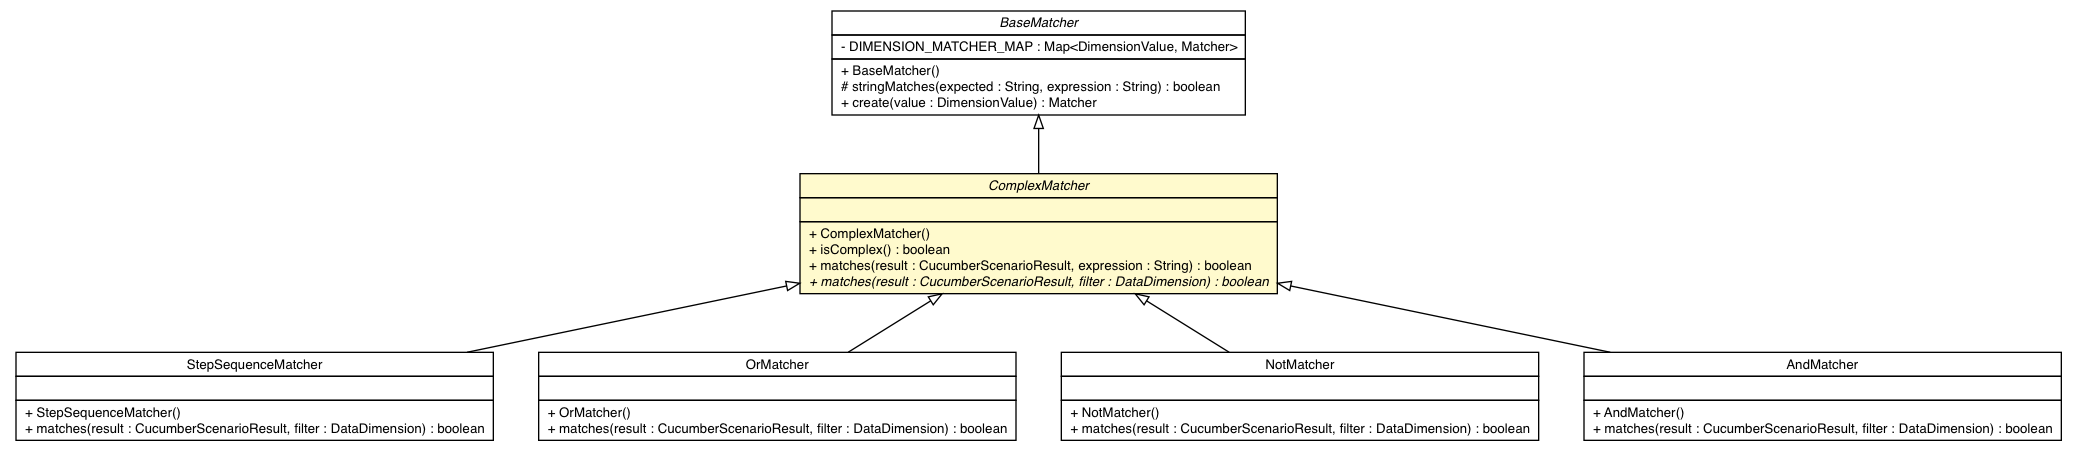 BaseMatcher
- DIMENSION_MATCHER_MAP : Map<DimensionValue, Matcher>
+ BaseMatcher()
# stringMatches(expected : String, expression : String) : boolean
+ create(value : DimensionValue) : Matcher
ComplexMatcher
+ ComplexMatcher()
+ isComplex() : boolean
+ matches(result : CucumberScenarioResult, expression : String) : boolean
+ matches(result : CucumberScenarioResult, filter : DataDimension) : boolean
StepSequenceMatcher
+ StepSequenceMatcher()
+ matches(result : CucumberScenarioResult, filter : DataDimension) : boolean
OrMatcher
+ OrMatcher()
+ matches(result : CucumberScenarioResult, filter : DataDimension) : boolean
NotMatcher
+ NotMatcher()
+ matches(result : CucumberScenarioResult, filter : DataDimension) : boolean
AndMatcher
+ AndMatcher()
+ matches(result : CucumberScenarioResult, filter : DataDimension) : boolean